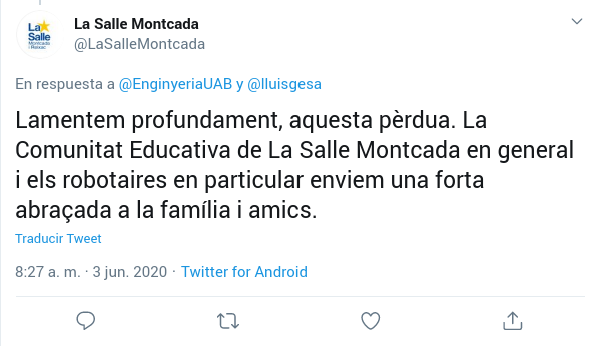 La Salle Montcada
@LaSalleMontcada
La
Salle
Montcada
i Reixac
En respuesta a @EnginyeriaUAB y @lluisgesa
Lamentem profundament, aquesta pèrdua. La
Comunitat Educativa de La Salle Montcada en general
i els robotaires en particular enviem una forta
abraçada a la família i amics.
Traducir Tweet
8:27 a. m. · 3 jun. 2020 · Twitter for Android